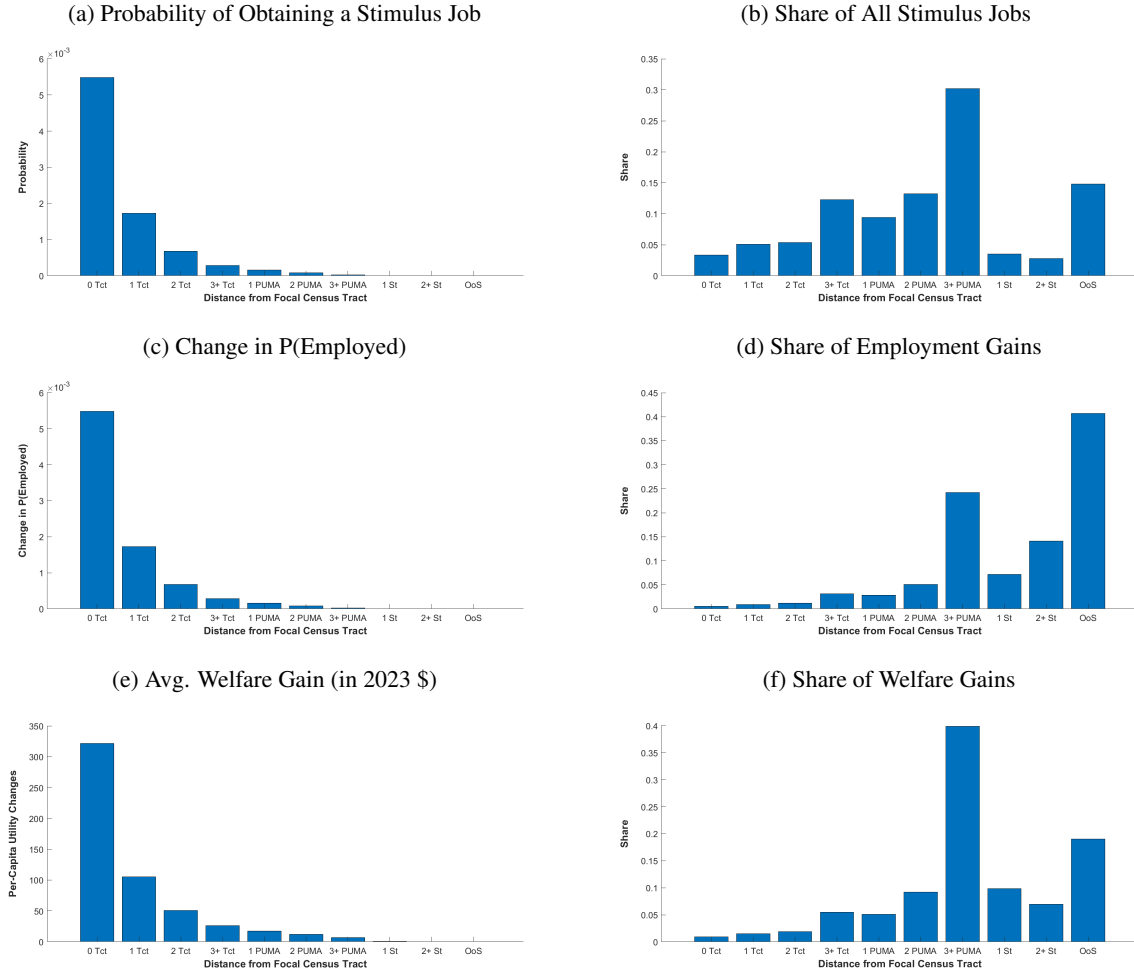 (a) Probability of Obtaining a Stimulus Job
×10^-3
6
5
4
3
2
1
0
Probability
0 Tct 1 Tct 2 Tct 3+ Tct 1 PUMA 2 PUMA 3+ PUMA 1 St 2+ St OoS
Distance from Focal Census Tract
(b) Share of All Stimulus Jobs
0.35
0.3
0.25
0.2
0.15
0.1
0.05
0
Share
0 Tct 1 Tct 2 Tct 3+ Tct 1 PUMA 2 PUMA 3+ PUMA 1 St 2+ St OoS
Distance from Focal Census Tract
(c) Change in P(Employed)
×10^-3
6
5
4
3
2
1
0
Change in P(Employed)
0 Tct 1 Tct 2 Tct 3+ Tct 1 PUMA 2 PUMA 3+ PUMA 1 St 2+ St OoS
Distance from Focal Census Tract
(d) Share of Employment Gains
0.45
0.4
0.35
0.3
0.25
0.2
0.15
0.1
0.05
0
Share
0 Tct 1 Tct 2 Tct 3+ Tct 1 PUMA 2 PUMA 3+ PUMA 1 St 2+ St OoS
Distance from Focal Census Tract
(e) Avg. Welfare Gain (in 2023 $)
350
300
250
200
150
100
50
0
Per-Capita Utility Changes
0 Tct 1 Tct 2 Tct 3+ Tct 1 PUMA 2 PUMA 3+ PUMA 1 St 2+ St OoS
Distance from Focal Census Tract
(f) Share of Welfare Gains
0.4
0.35
0.3
0.25
0.2
0.15
0.1
0.05
0
Share
0 Tct 1 Tct 2 Tct 3+ Tct 1 PUMA 2 PUMA 3+ PUMA 1 St 2+ St OoS
Distance from Focal Census Tract